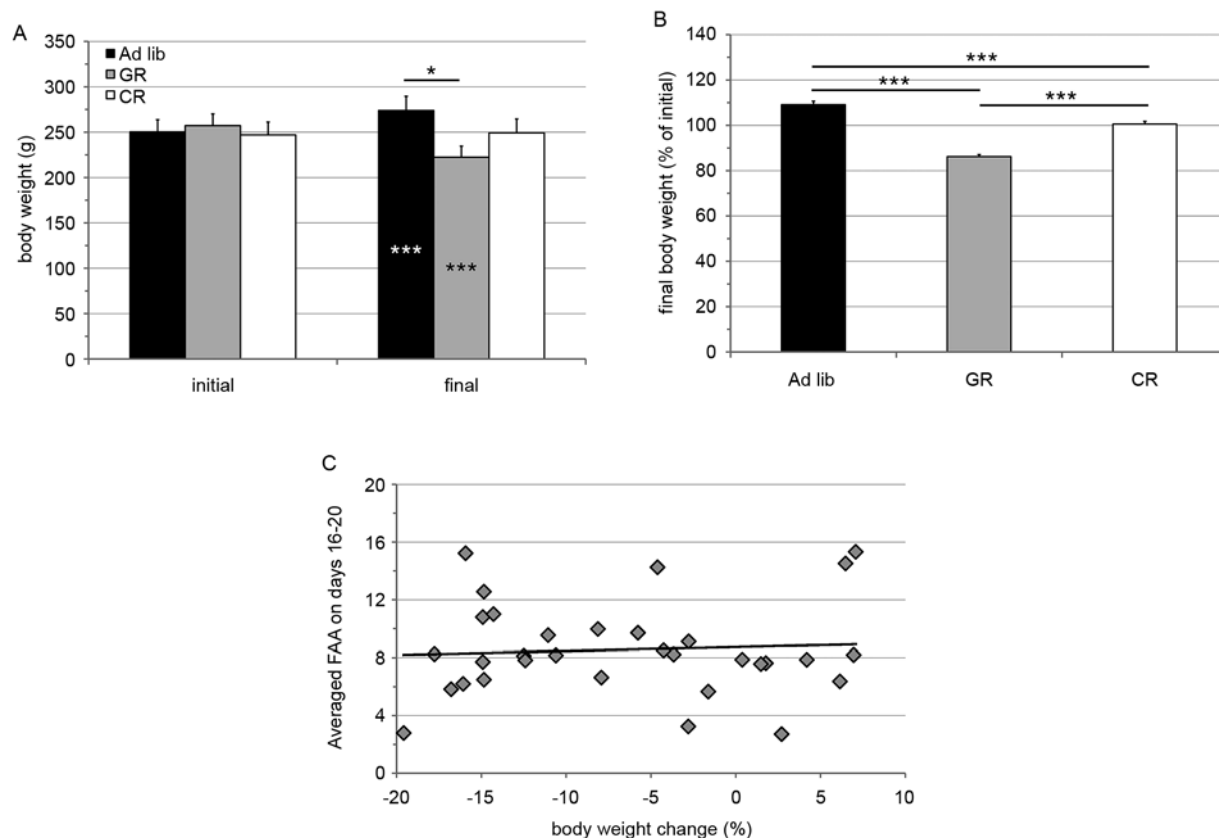 A
350
300
250
200
150
100
50
0
body weight (g)
Ad lib
GR
CR
*
***
***
initial
final
B
140
120
100
80
60
40
20
0
final body weight (% of initial)
***
***
***
Ad lib
GR
CR
C
20
16
12
8
4
0
Averaged FAA on days 16-20
-20
-15
-10
-5
0
5
10
body weight change (%)